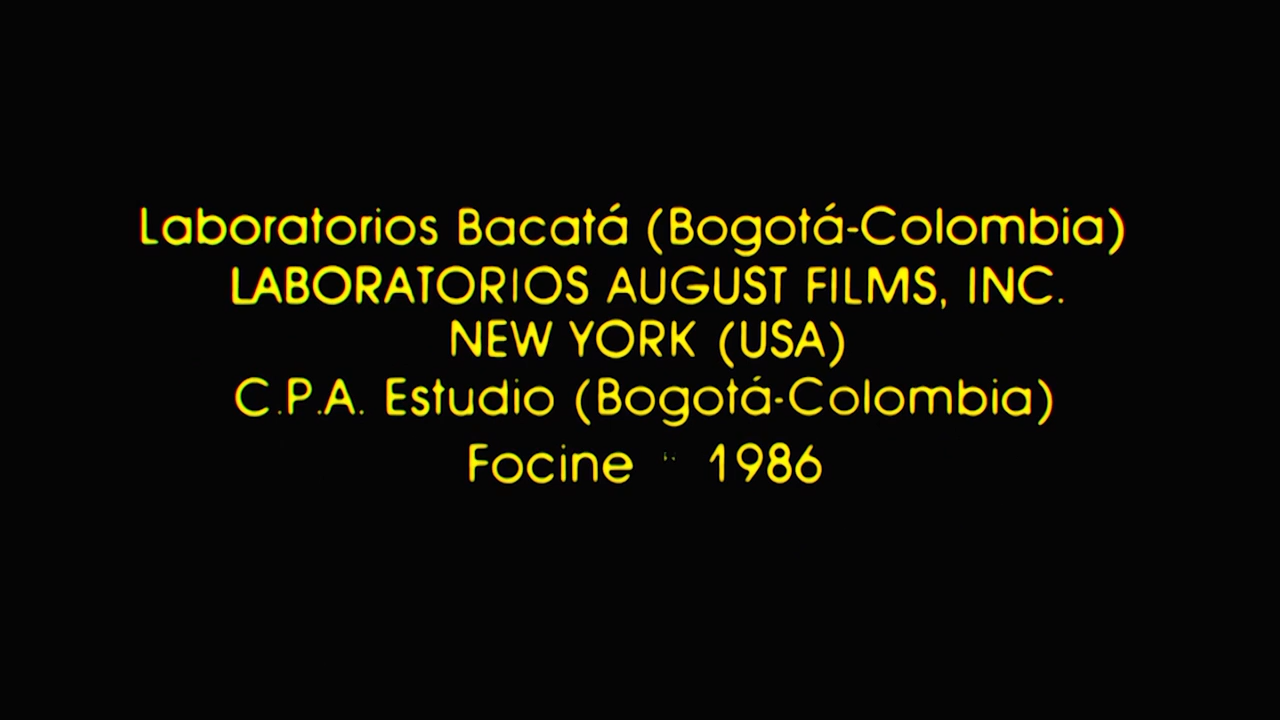 Laboratorios Bacatá (Bogotá-Colombia)
LABORATORIOS AUGUST FILMS, INC.
NEW YORK (USA)
C.P.A. Estudio (Bogotá-Colombia)
Focine " 1986